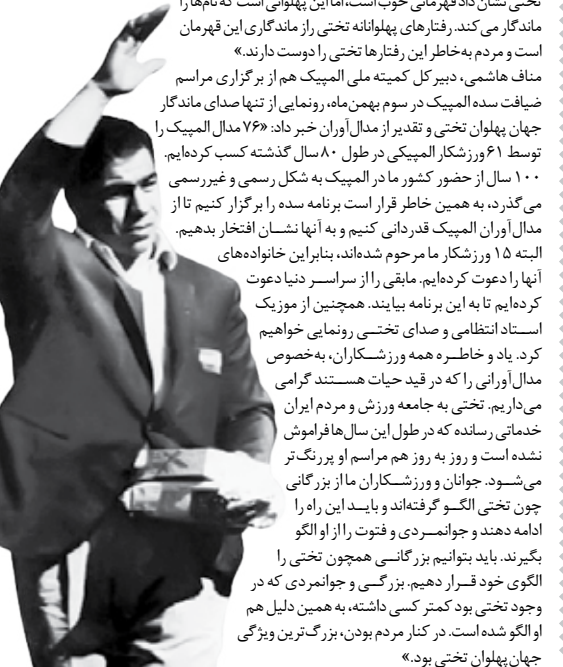 تختی نشان داد قهرمانی خوب است، اما این پهلوانی است که نام‌ها را
ماندگار می‌کند. رفتارهای پهلوانانه تختی راز ماندگاری این قهرمان
است و مردم به‌خاطر این رفتارها تختی را دوست دارند.»
مناف هاشمی، دبیر کل کمیته ملی المپیک هم از برگزاری مراسم
ضیافت سده المپیک در سوم بهمن‌ماه، رونمایی از تنها صدای ماندگار
جهان پهلوان تختی و تقدیر از مدال‌آوران خبر داد: «۷۶ مدال المپیک را
توسط ۶۱ ورزشکار المپیکی در طول ۸۰ سال گذشته کسب کرده‌ایم.
۱۰۰ سال از حضور کشور ما در المپیک به شکل رسمی و غیررسمی
می‌گذرد، به همین خاطر قرار است برنامه سده را برگزار کنیم تا از
مدال‌آوران المپیک قدردانی کنیم و به آنها نشان افتخار بدهیم.
البته ۱۵ ورزشکار ما مرحوم شده‌اند، بنابراین خانواده‌های
آنها را دعوت کرده‌ایم. مابقی را از سراسر دنیا دعوت
کرده‌ایم تا به این برنامه بیایند. همچنین از موزیک
استاد انتظامی و صدای تختی رونمایی خواهیم
کرد. یاد و خاطره همه ورزشکاران، به‌خصوص
مدال‌آورانی را که در قید حیات هستند گرامی
می‌داریم. تختی به جامعه ورزش و مردم ایران
خدماتی رسانده که در طول این سال‌ها فراموش
نشده است و روز به روز هم مراسم او پررنگ‌تر
می‌شود. جوانان و ورزشکاران ما از بزرگانی
چون تختی الگو گرفته‌اند و باید این راه را
ادامه دهند و جوانمردی و فتوت را از او الگو
بگیرند. باید بتوانیم بزرگانی همچون تختی را
الگوی خود قرار دهیم. بزرگی و جوانمردی که در
وجود تختی بود کمتر کسی داشته، به همین دلیل هم
او الگو شده است. در کنار مردم بودن، بزرگ‌ترین ویژگی
جهان پهلوان تختی بود.»